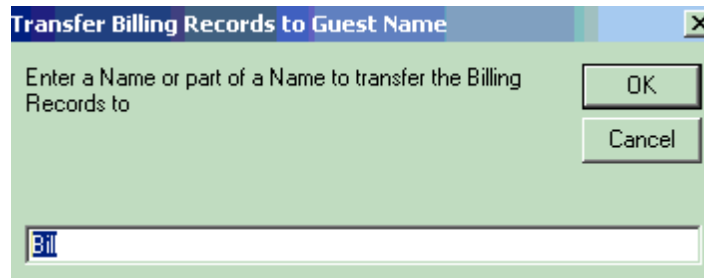 Transfer Billing Records to Guest Name
Enter a Name or part of a Name to transfer the Billing
Records to
OK
Cancel
Bill